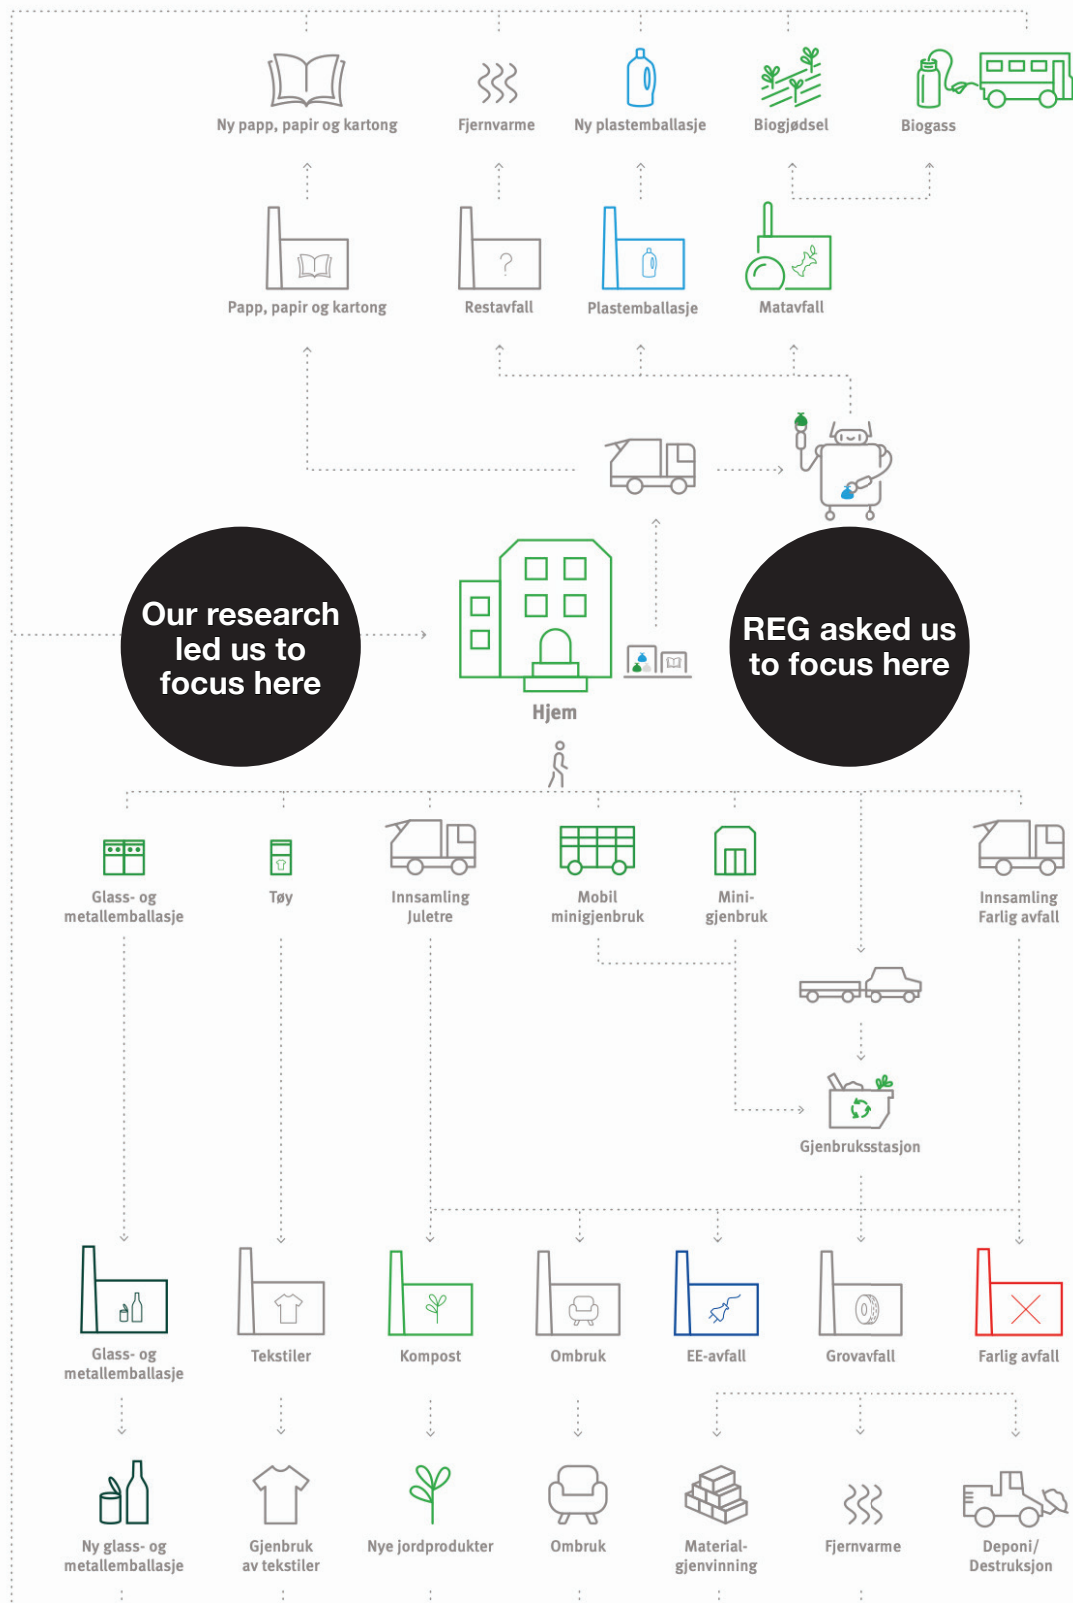 Ny papp, papir og kartong
Fjernvarme
Ny plastemballasje
Biogjødsel
Biogass
Papp, papir og kartong
Restavfall
Plastemballasje
Matavfall
Our research
led us to
focus here
REG asked us
to focus here
Hjem
Glass- og
metallemballasje
Tøy
Innsamling
Juletre
Mobil
minigjenbruk
Mini-
gjenbruk
Innsamling
Farlig avfall
Gjenbruksstasjon
Glass- og
metallemballasje
Tekstiler
Kompost
Ombruk
EE-avfall
Grovavfall
Farlig avfall
Ny glass- og
metallemballasje
Gjenbruk
av tekstiler
Nye jordprodukter
Ombruk
Material-
gjenvinning
Fjernvarme
Deponi/
Destruksjon